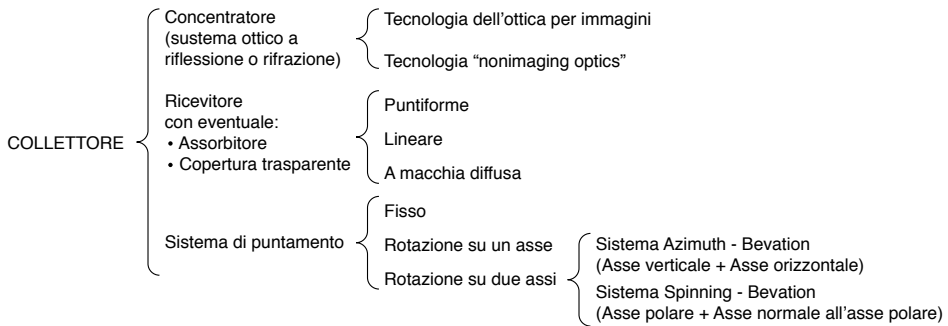 COLLETTORE
Concentratore
(sustema ottico a
riflessione o rifrazione)
Tecnologia dell'ottica per immagini
Tecnologia “nonimaging optics”
Ricevitore
con eventuale:
• Assorbitore
• Copertura trasparente
Puntiforme
Lineare
A macchia diffusa
Sistema di puntamento
Fisso
Rotazione su un asse
Rotazione su due assi
Sistema Azimuth - Bevation
(Asse verticale + Asse orizzontale)
Sistema Spinning - Bevation
(Asse polare + Asse normale all'asse polare)